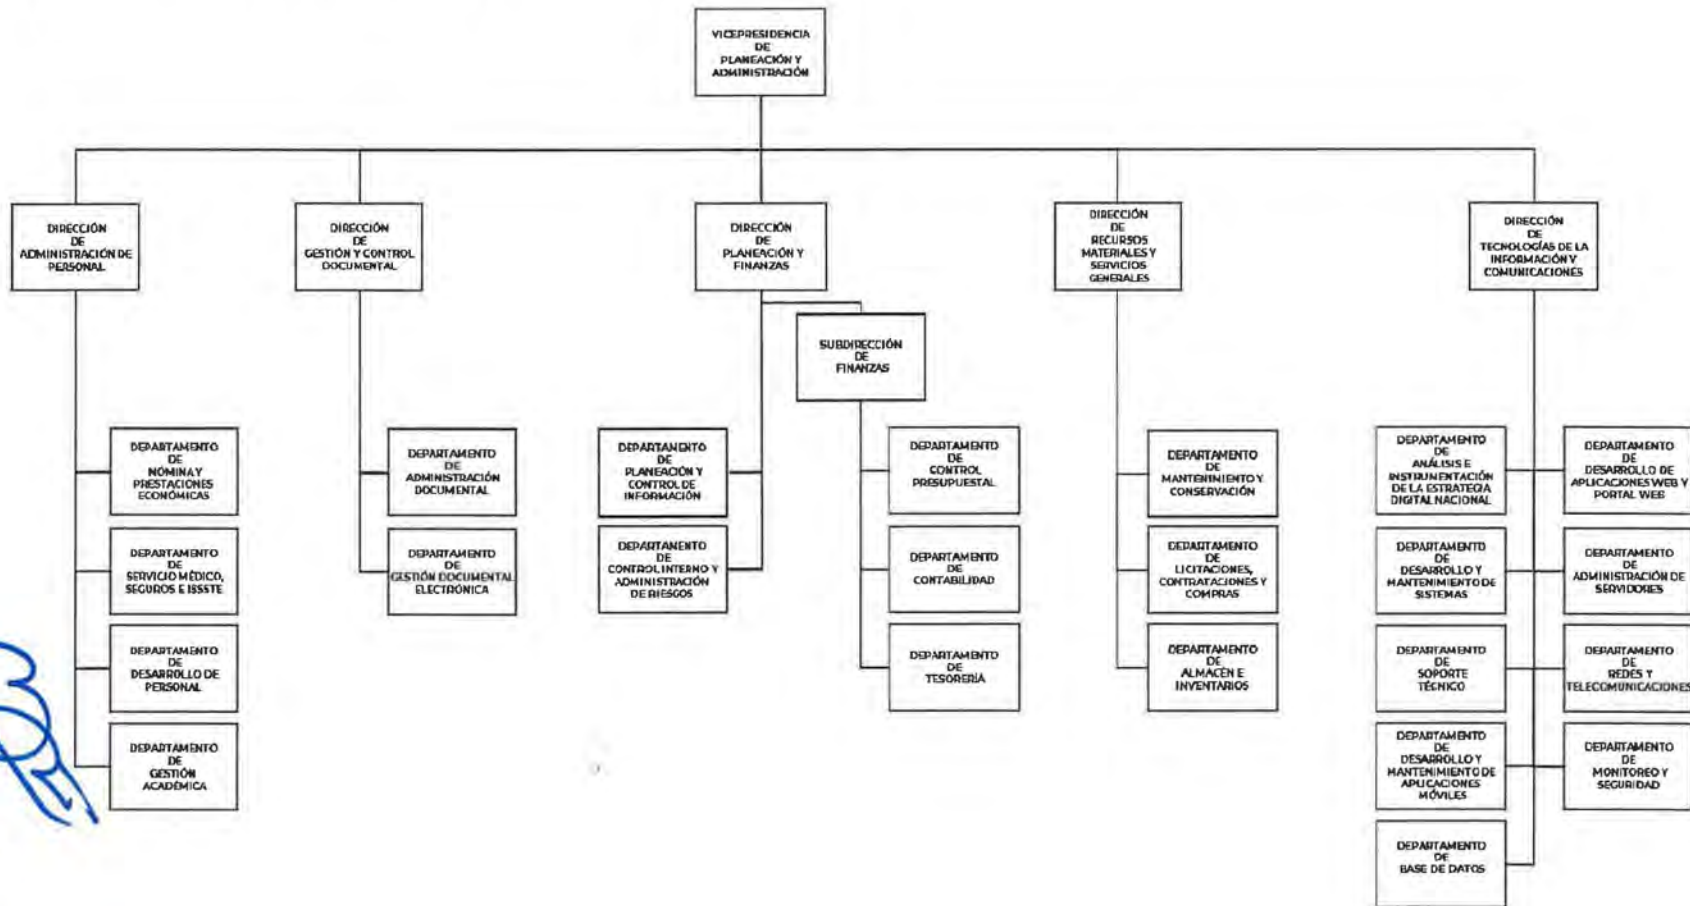 VICEPRESIDENCIA
DE
PLANEACIÓN Y
ADMINISTRACIÓN
DIRECCIÓN
DE
ADMINISTRACIÓN DE
PERSONAL
DIRECCIÓN
DE
GESTIÓN Y CONTROL
DOCUMENTAL
DIRECCIÓN
DE
PLANEACIÓN Y
FINANZAS
DIRECCIÓN
DE
RECURSOS
MATERIALES Y
SERVICIOS
GENERALES
DIRECCIÓN
DE
TECNOLOGÍAS DE LA
INFORMACIÓN Y
COMUNICACIONES
SUBDIRECCIÓN
DE
FINANZAS
DEPARTAMENTO
DE
NÓMINA Y
PRESTACIONES
ECONÓMICAS
DEPARTAMENTO
DE
SERVICIO MÉDICO,
SEGUROS E ISSSTE
DEPARTAMENTO
DE
DESARROLLO DE
PERSONAL
DEPARTAMENTO
DE
GESTIÓN
ACADÉMICA
DEPARTAMENTO
DE
ADMINISTRACIÓN
DOCUMENTAL
DEPARTAMENTO
DE
GESTIÓN DOCUMENTAL
ELECTRÓNICA
DEPARTAMENTO
DE
PLANEACIÓN Y
CONTROL DE
INFORMACIÓN
DEPARTAMENTO
DE
CONTROL INTERNO Y
ADMINISTRACIÓN
DE RIESGOS
DEPARTAMENTO
DE
CONTROL
PRESUPUESTAL
DEPARTAMENTO
DE
CONTABILIDAD
DEPARTAMENTO
DE
TESORERÍA
DEPARTAMENTO
DE
MANTENIMIENTO Y
CONSERVACIÓN
DEPARTAMENTO
DE
LICITACIONES,
CONTRATACIONES Y
COMPRAS
DEPARTAMENTO
DE
ALMACÉN E
INVENTARIOS
DEPARTAMENTO
DE
ANÁLISIS E
INSTRUMENTACIÓN
DE LA ESTRATEGIA
DIGITAL NACIONAL
DEPARTAMENTO
DE
DESARROLLO DE
APLICACIONES WEB Y
PORTAL WEB
DEPARTAMENTO
DE
DESARROLLO Y
MANTENIMIENTO DE
SISTEMAS
DEPARTAMENTO
DE
ADMINISTRACIÓN DE
SERVIDORES
DEPARTAMENTO
DE
SOPORTE
TÉCNICO
DEPARTAMENTO
DE
REDES Y
TELECOMUNICACIONES
DEPARTAMENTO
DE
DESARROLLO Y
MANTENIMIENTO DE
APLICACIONES
MÓVILES
DEPARTAMENTO
DE
MONITOREO Y
SEGURIDAD
DEPARTAMENTO
DE
BASE DE DATOS